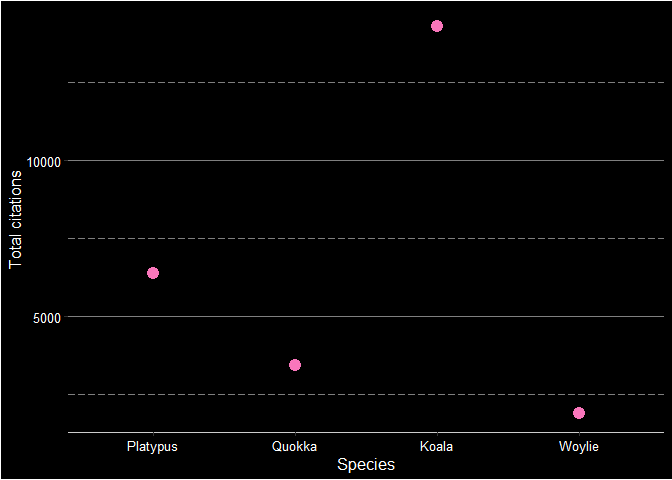 Total citations
10000
5000
Platypus Quokka Koala Woylie
Species